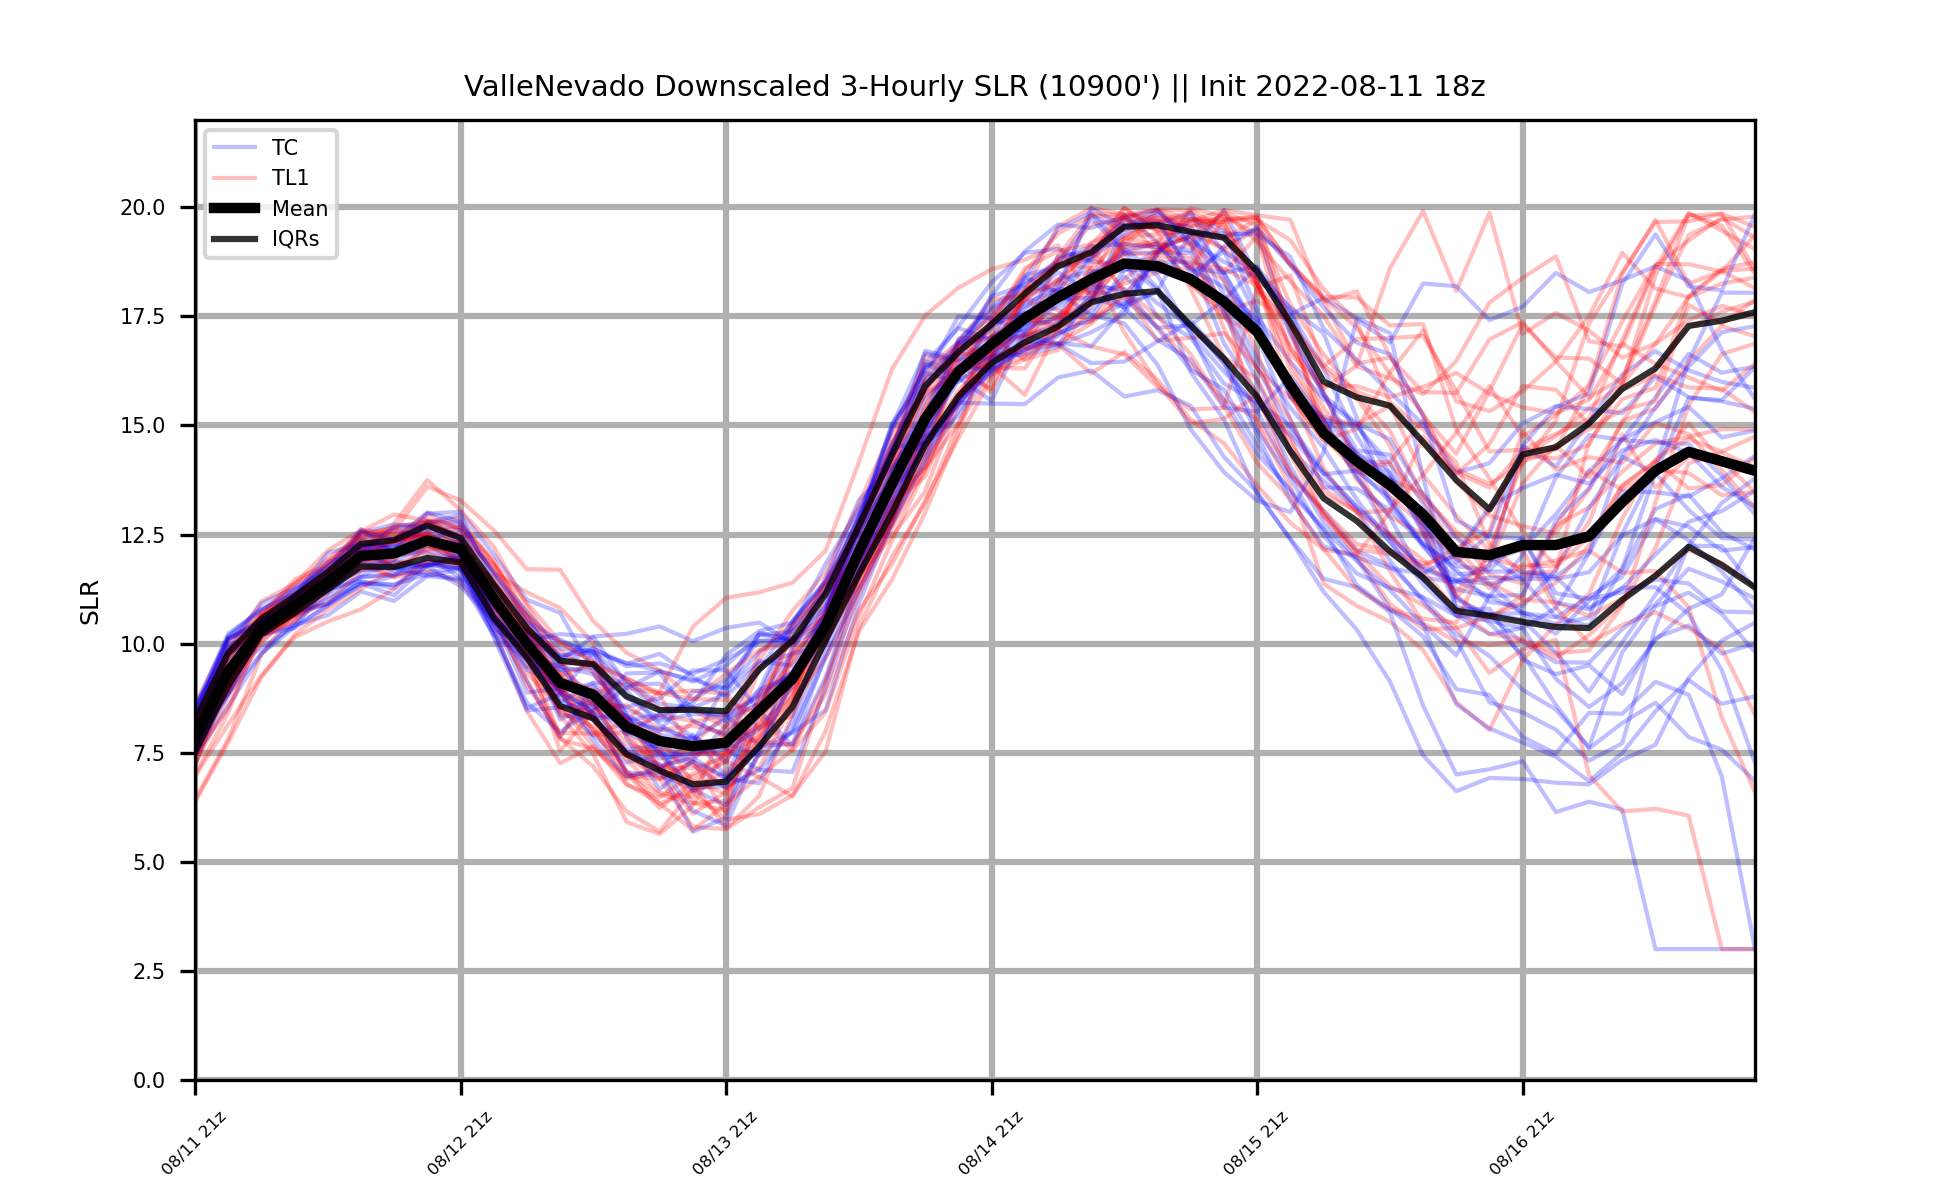 ValleNevado Downscaled 3-Hourly SLR (10900') || Init 2022-08-11 18z
TC
TL1
Mean
IQRs
SLR
20.0
17.5
15.0
12.5
10.0
7.5
5.0
2.5
0.0
08/11 21z
08/12 21z
08/13 21z
08/14 21z
08/15 21z
08/16 21z